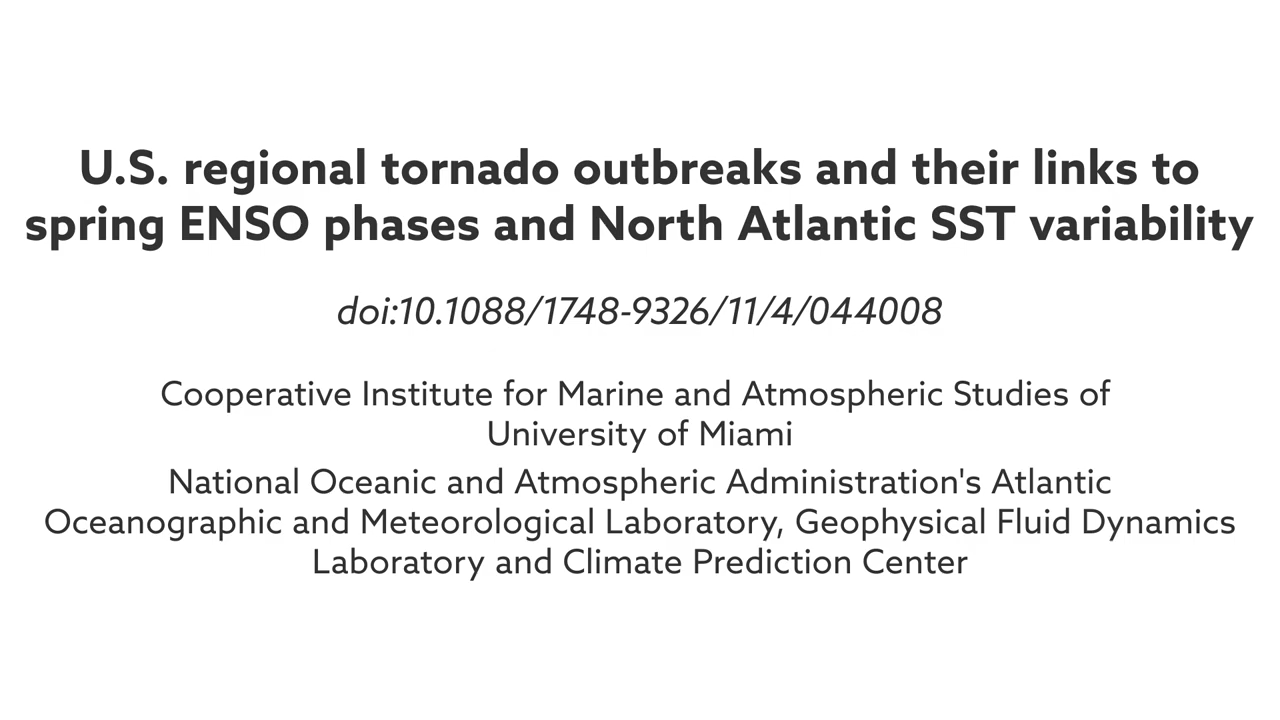 U.S. regional tornado outbreaks and their links to
spring ENSO phases and North Atlantic SST variability
doi:10.1088/1748-9326/11/4/044008
Cooperative Institute for Marine and Atmospheric Studies of
University of Miami
National Oceanic and Atmospheric Administration's Atlantic
Oceanographic and Meteorological Laboratory, Geophysical Fluid Dynamics
Laboratory and Climate Prediction Center